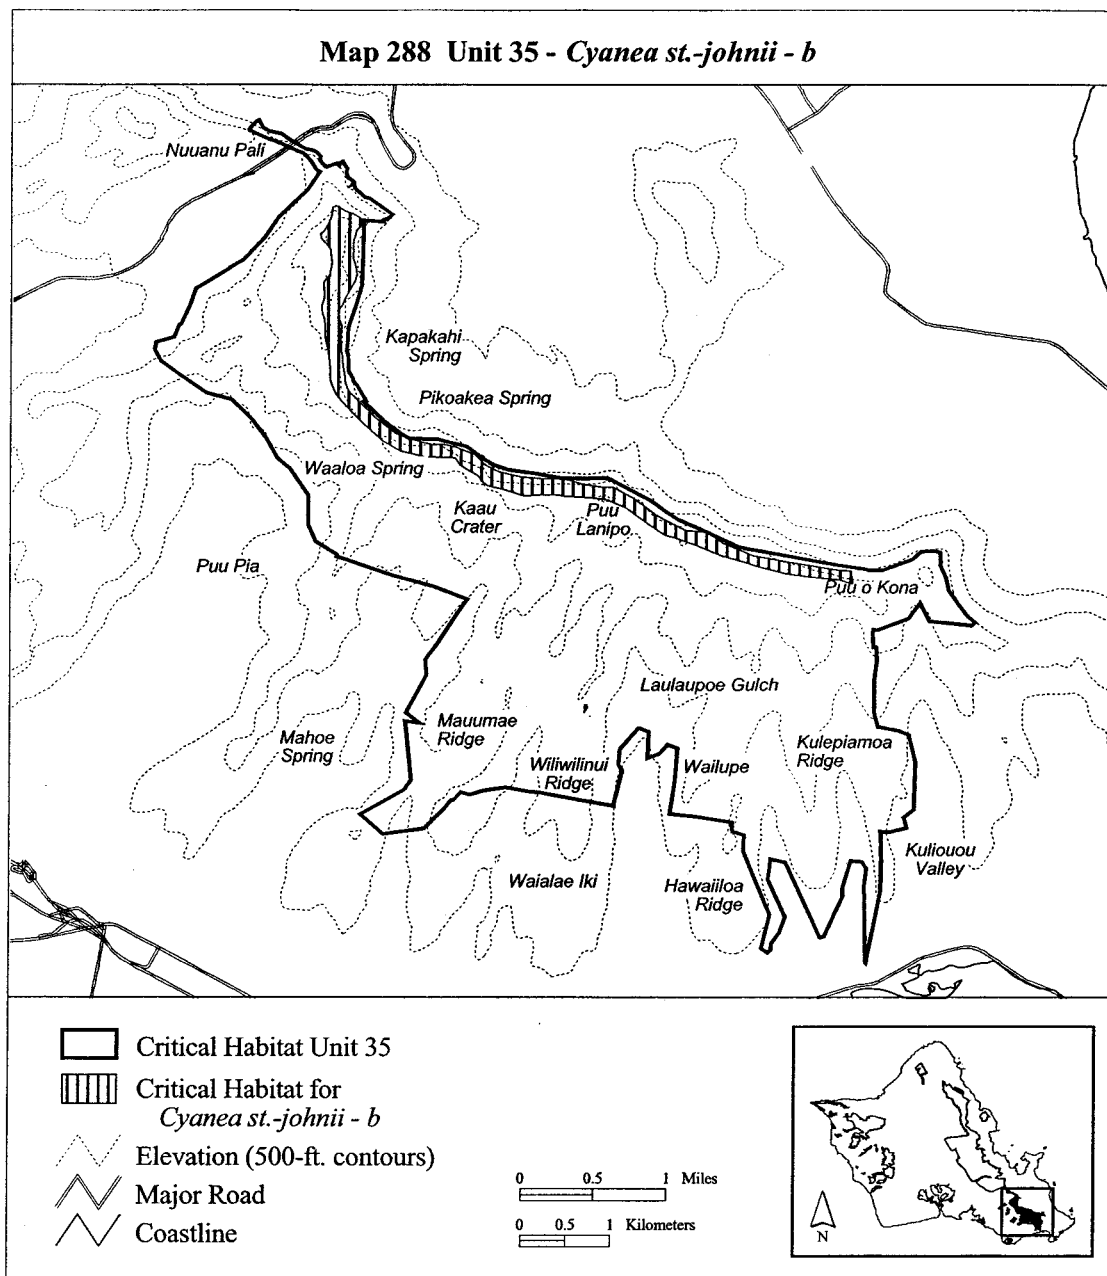 Map 288 Unit 35 - Cyanea st.-johnii - b
Nuuanu Pali
Kapakahi
Spring
Pikoakea Spring
Waaloa Spring
Kaau
Crater
Puu
Lanipo
Puu Pia
Puu o Kona
Laulaupoe Gulch
Mauumae
Ridge
Mahoe
Spring
Kulepiamoa
Ridge
Wiliwilinui
Ridge
Wailupe
Kuliouou
Valley
Waialae Iki
Hawaiiloa
Ridge
Critical Habitat Unit 35
Critical Habitat for
Cyanea st.-johnii - b
Elevation (500-ft. contours)
Major Road
Coastline
0 0.5 1 Miles
0 0.5 1 Kilometers
N